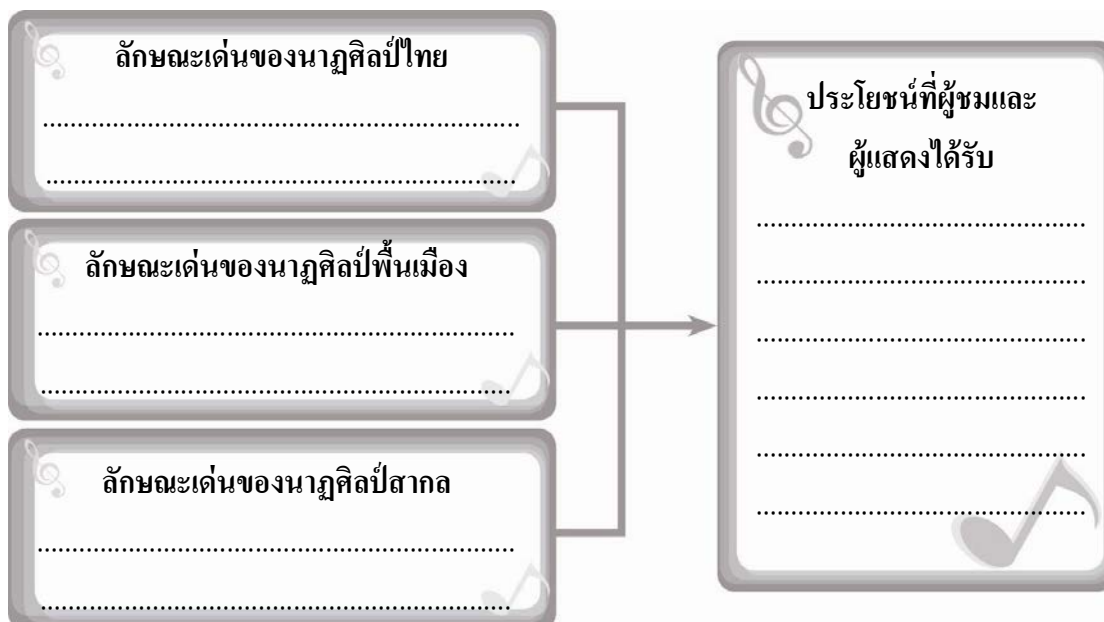 ลักษณะเด่นของนาฏศิลป์ไทย
................................................................................
................................................................................
ลักษณะเด่นของนาฏศิลป์พื้นเมือง
................................................................................
................................................................................
ลักษณะเด่นของนาฏศิลป์สากล
................................................................................
................................................................................
ประโยชน์ที่ผู้ชมและ
ผู้แสดงได้รับ
................................................
................................................
................................................
................................................
................................................
................................................